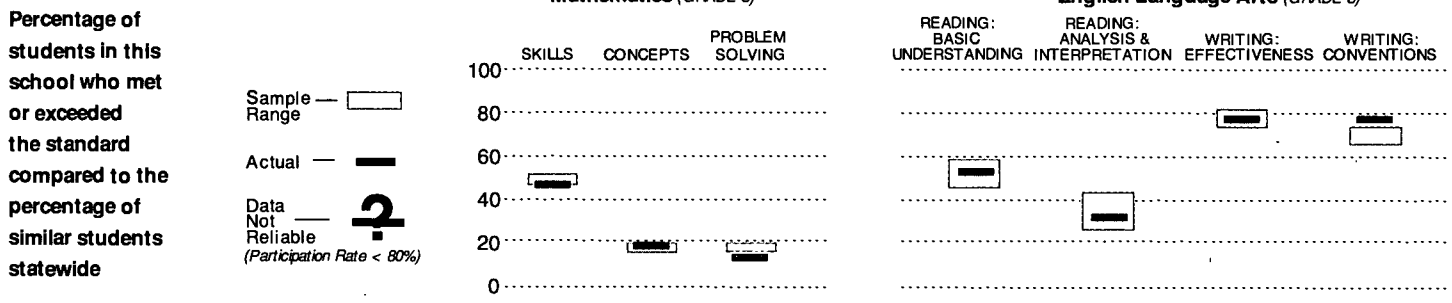 Percentage of
students in this
school who met
or exceeded
the standard
compared to the
percentage of
similar students
statewide
Sample
Range
Actual
Data
Not
Reliable
(Participation Rate < 80%)
?
Mathematics (GRADE 8)
SKILLS CONCEPTS PROBLEM
SOLVING
100
80
60
40
20
0
English Language Arts
READING:
BASIC
UNDERSTANDING
READING:
ANALYSIS &
INTERPRETATION
WRITING:
EFFECTIVENESS
WRITING:
CONVENTIONS